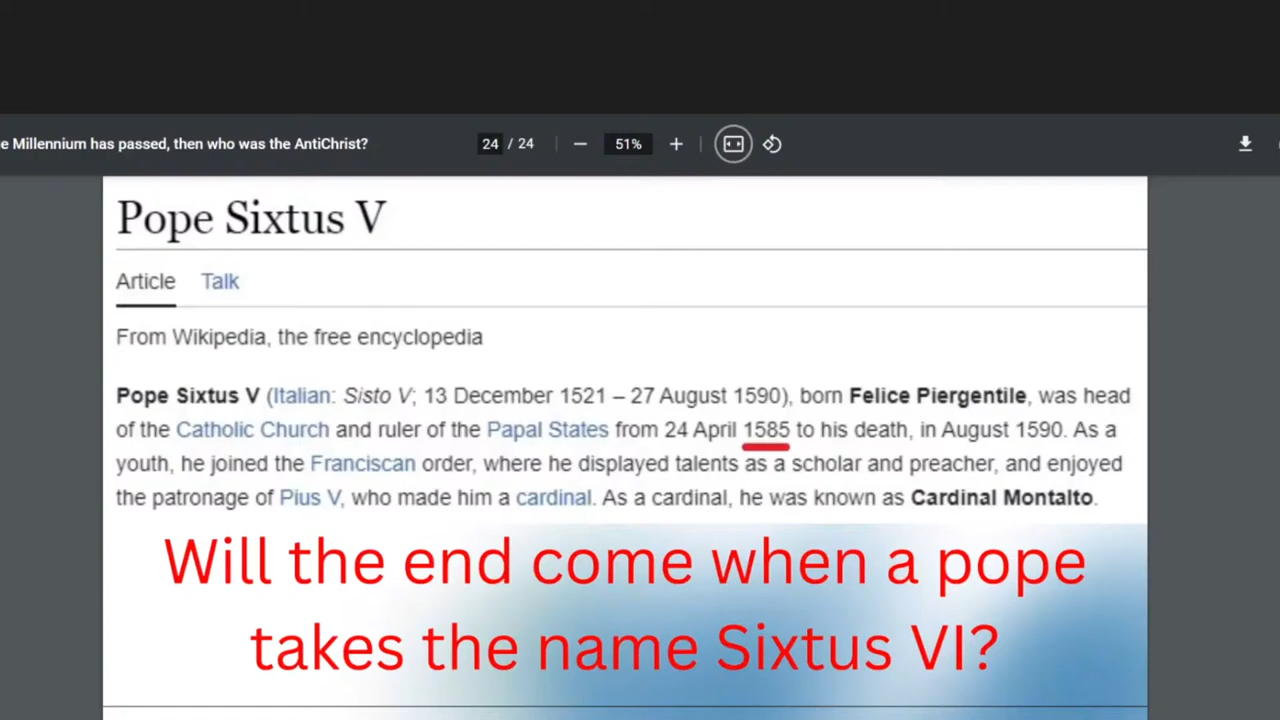 e Millennium has passed, then who was the AntiChrist?
24 / 24
51%
Pope Sixtus V
Article Talk
From Wikipedia, the free encyclopedia
Pope Sixtus V (Italian: Sisto V; 13 December 1521 – 27 August 1590), born Felice Piergentile, was head
of the Catholic Church and ruler of the Papal States from 24 April 1585 to his death, in August 1590. As a
youth, he joined the Franciscan order, where he displayed talents as a scholar and preacher, and enjoyed
the patronage of Pius V, who made him a cardinal. As a cardinal, he was known as Cardinal Montalto.
Will the end come when a pope
takes the name Sixtus VI?